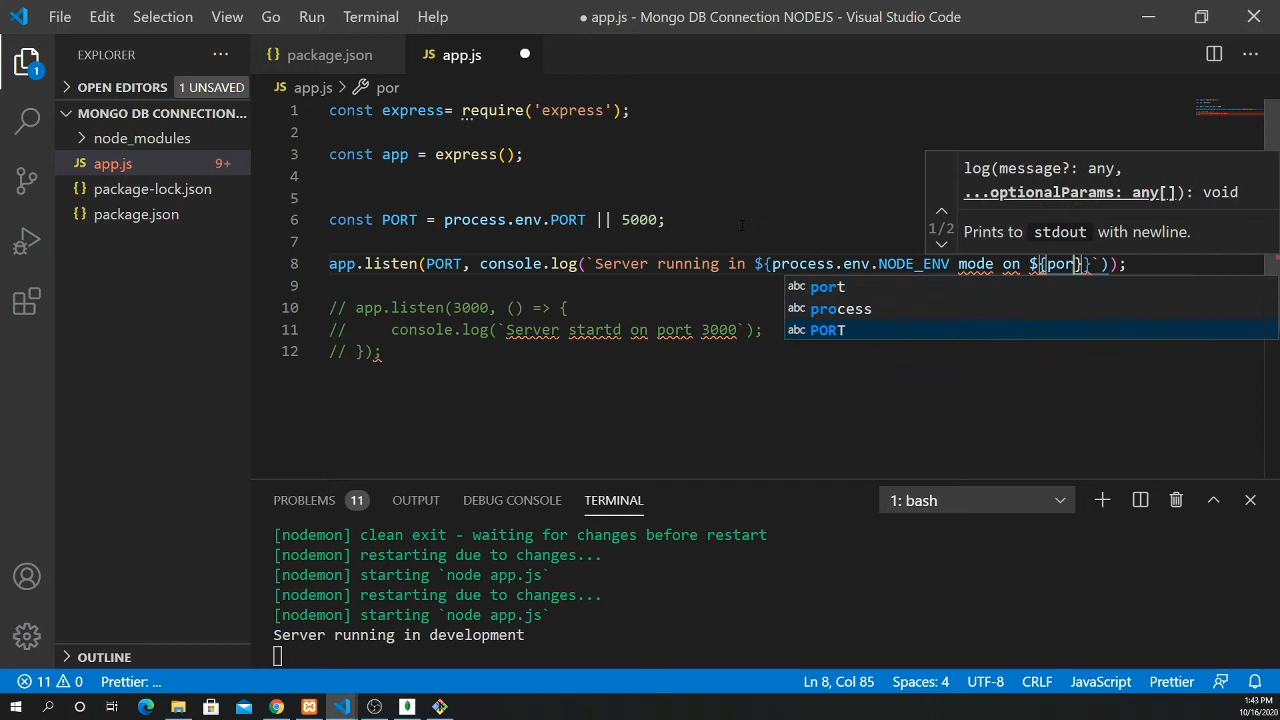 File Edit Selection View Go Run Terminal Help ● app.js - Mongo DB Connection NODEJS - Visual Studio Code
EXPLORER ...
{} package.json JS app.js ●
1
OPEN EDITORS 1 UNSAVED
JS app.js > por
MONGO DB CONNECTION...
node_modules
JS app.js 9+
{} package-lock.json
{} package.json
1 const express= require('express');
2
3 const app = express();
4
5
6 const PORT = process.env.PORT || 5000;
7
8 app.listen(PORT, console.log(`Server running in ${process.env.NODE_ENV mode on ${por}}`));
9
10 // app.listen(3000, () => {
11 //     console.log(`Server startd on port 3000`);
12 // });
log(message?: any,
...optionalParams: any[]): void
1/2
Prints to stdout with newline.
abc port
abc process
abc PORT
PROBLEMS 11 OUTPUT DEBUG CONSOLE TERMINAL 1: bash
[nodemon] clean exit - waiting for changes before restart
[nodemon] restarting due to changes...
[nodemon] starting `node app.js`
[nodemon] restarting due to changes...
[nodemon] starting `node app.js`
Server running in development
OUTLINE
11 0 Prettier: ... Ln 8, Col 85 Spaces: 4 UTF-8 CRLF JavaScript Prettier
1:43 PM
10/16/2020